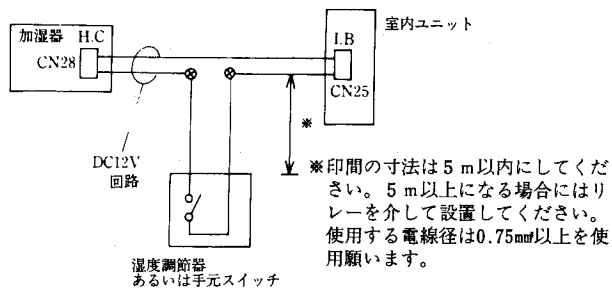 加湿器 H.C
CN28
I.B
CN25
室内ユニット
※
DC12V
回路
※印間の寸法は5m以内にしてくだ
さい。5m以上になる場合にはリ
レーを介して設置してください。
使用する電線径は0.75m㎡以上を使
用願います。
湿度調節器
あるいは手元スイッチ